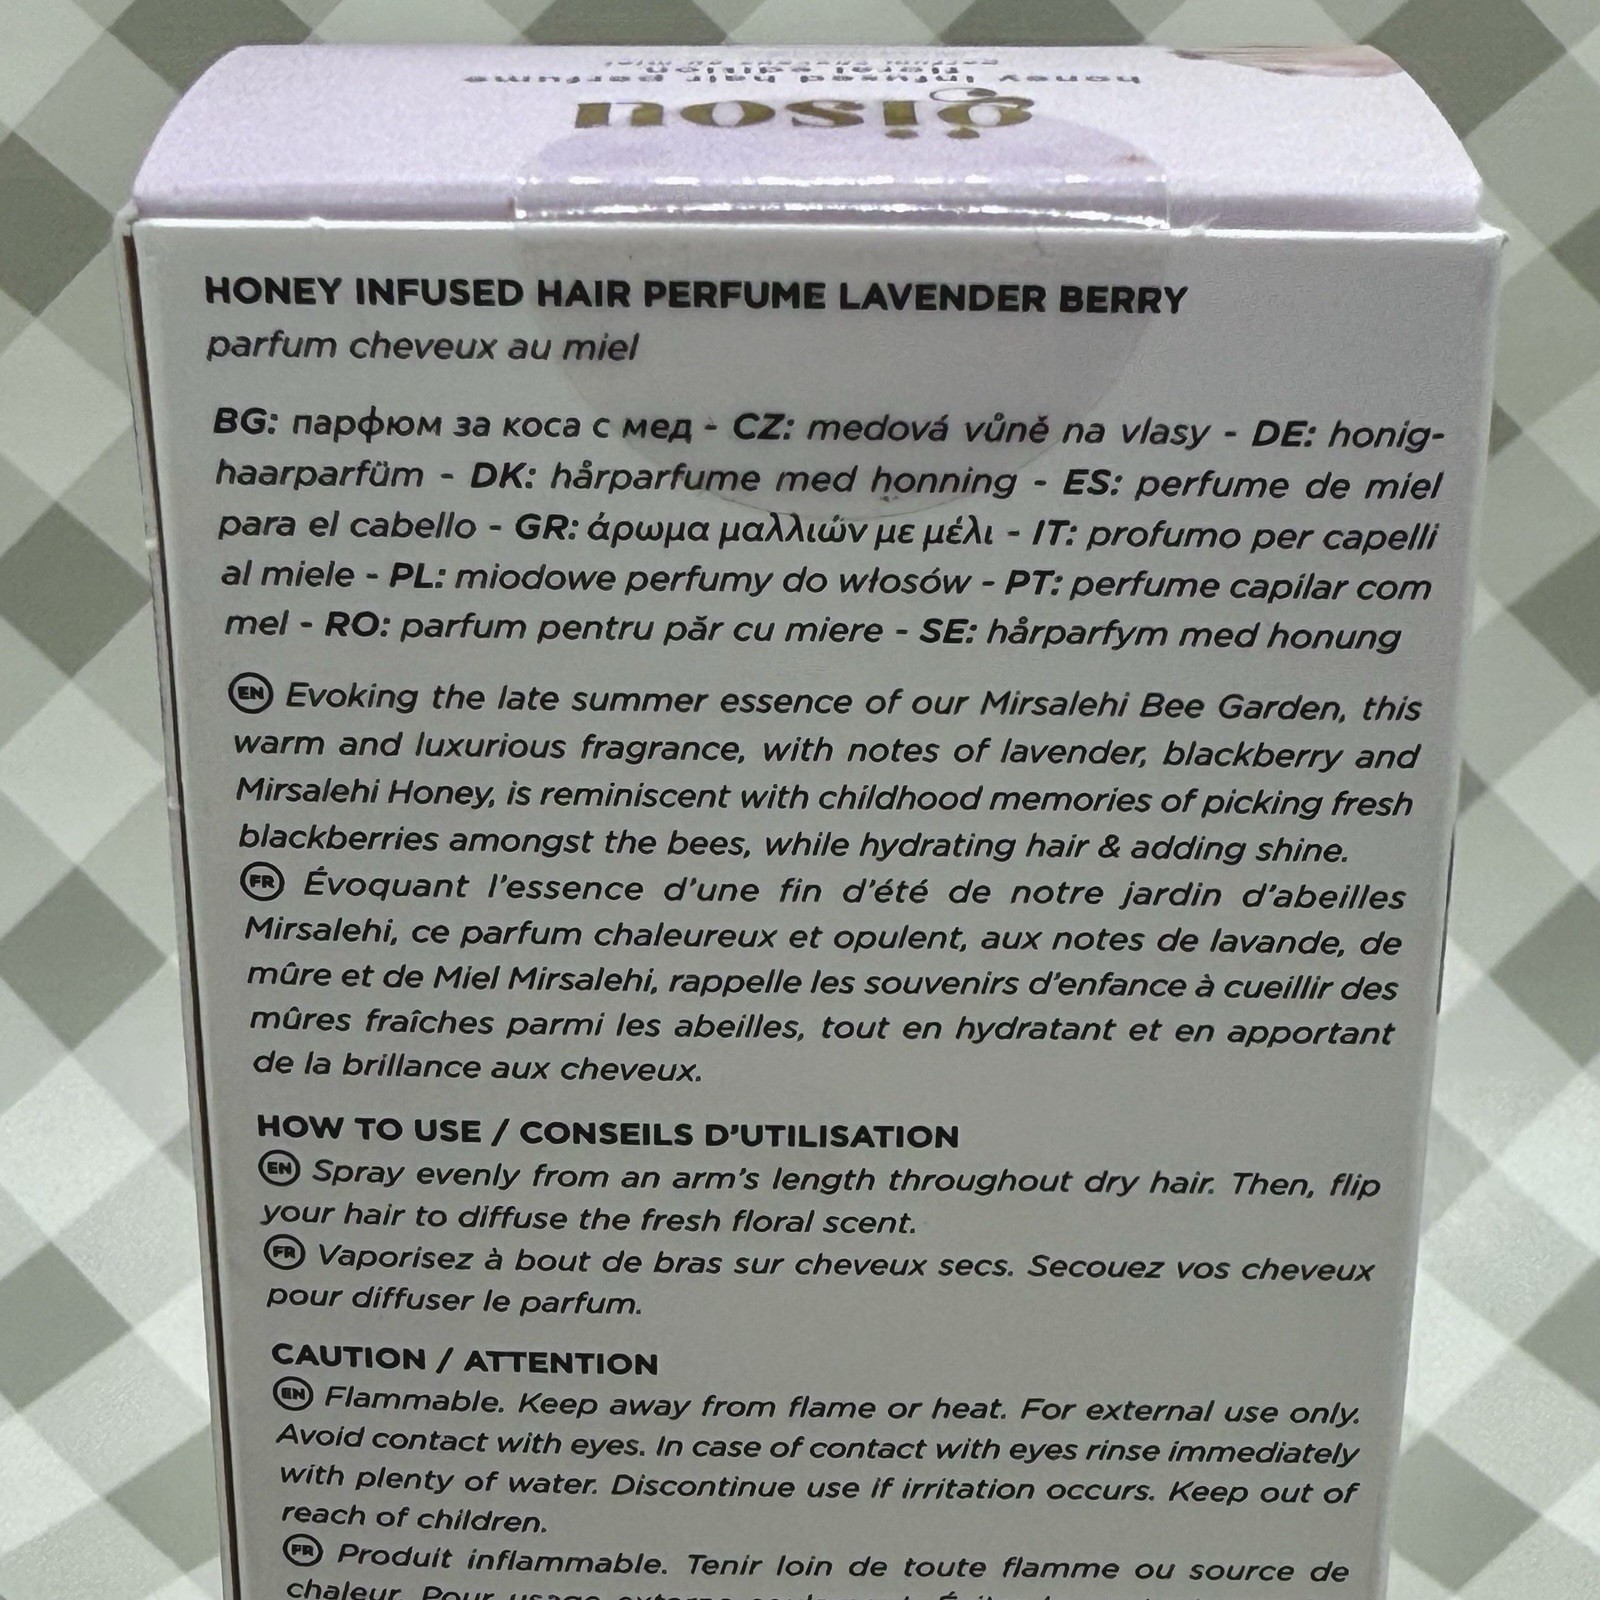 honey infused hair perfume
floral edition
parfum cheveux au miel
gisou
HONEY INFUSED HAIR PERFUME LAVENDER BERRY
parfum cheveux au miel
BG: парфюм за коса с мед - CZ: medová vůně na vlasy - DE: honig-
haarparfüm - DK: hårparfume med honning - ES: perfume de miel
para el cabello - GR: άρωμα μαλλιών με μέλι - IT: profumo per capelli
al miele - PL: miodowe perfumy do włosów - PT: perfume capilar com
mel - RO: parfum pentru păr cu miere - SE: hårparfym med honung
EN Evoking the late summer essence of our Mirsalehi Bee Garden, this
warm and luxurious fragrance, with notes of lavender, blackberry and
Mirsalehi Honey, is reminiscent with childhood memories of picking fresh
blackberries amongst the bees, while hydrating hair & adding shine.
FR Évoquant l'essence d'une fin d'été de notre jardin d'abeilles
Mirsalehi, ce parfum chaleureux et opulent, aux notes de lavande, de
mûre et de Miel Mirsalehi, rappelle les souvenirs d'enfance à cueillir des
mûres fraîches parmi les abeilles, tout en hydratant et en apportant
de la brillance aux cheveux.
HOW TO USE / CONSEILS D'UTILISATION
EN Spray evenly from an arm's length throughout dry hair. Then, flip
your hair to diffuse the fresh floral scent.
FR Vaporisez à bout de bras sur cheveux secs. Secouez vos cheveux
pour diffuser le parfum.
CAUTION / ATTENTION
EN Flammable. Keep away from flame or heat. For external use only.
Avoid contact with eyes. In case of contact with eyes rinse immediately
with plenty of water. Discontinue use if irritation occurs. Keep out of
reach of children.
FR Produit inflammable. Tenir loin de toute flamme ou source de
chaleur. Pour usage